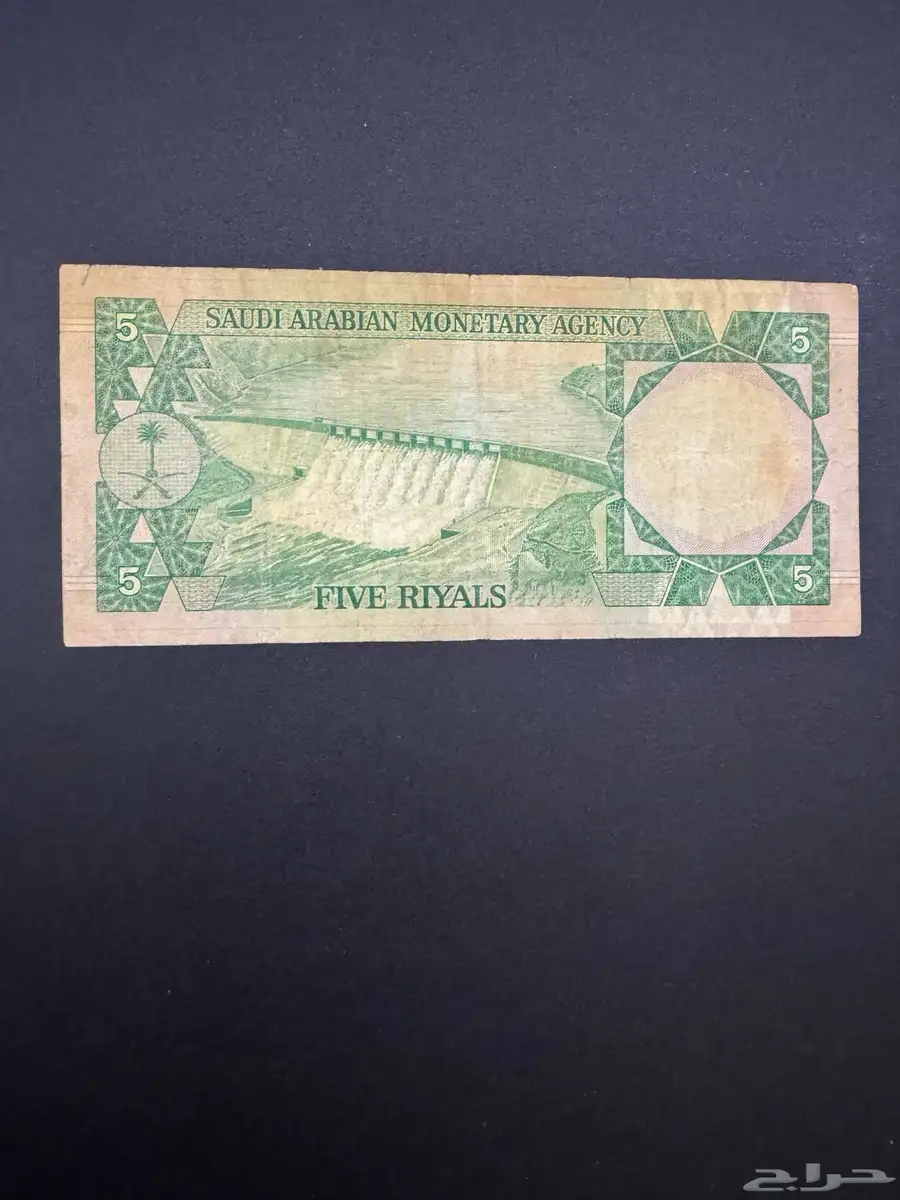 5 SAUDI ARABIAN MONETARY AGENCY 5
5 FIVE RIYALS 5
حراج